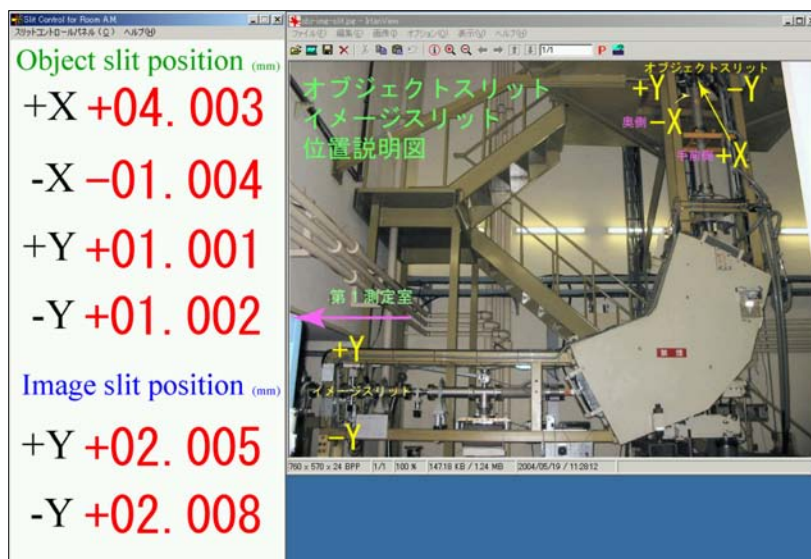 Slit Control for Room A.M.
スリットコントロールパネル(Q) ヘルプ(H)
Object slit position (mm)
+X +04.003
-X -01.004
+Y +01.001
-Y +01.002
Image slit position (mm)
+Y +02.005
-Y +02.008
ファイル(F) 編集(E) 画像(I) オプション(O) 表示(V) ヘルプ(H)
1/1
オブジェクトスリット
イメージスリット
位置説明図
オブジェクトスリット
+Y
-Y
奥側 -X
手前側 +X
第1測定室
+Y
イメージスリット
-Y
760 x 570 x 24 BPP 1/1 100 % 147.18 KB / 1.24 MB 2004/05/19 / 11:28:12